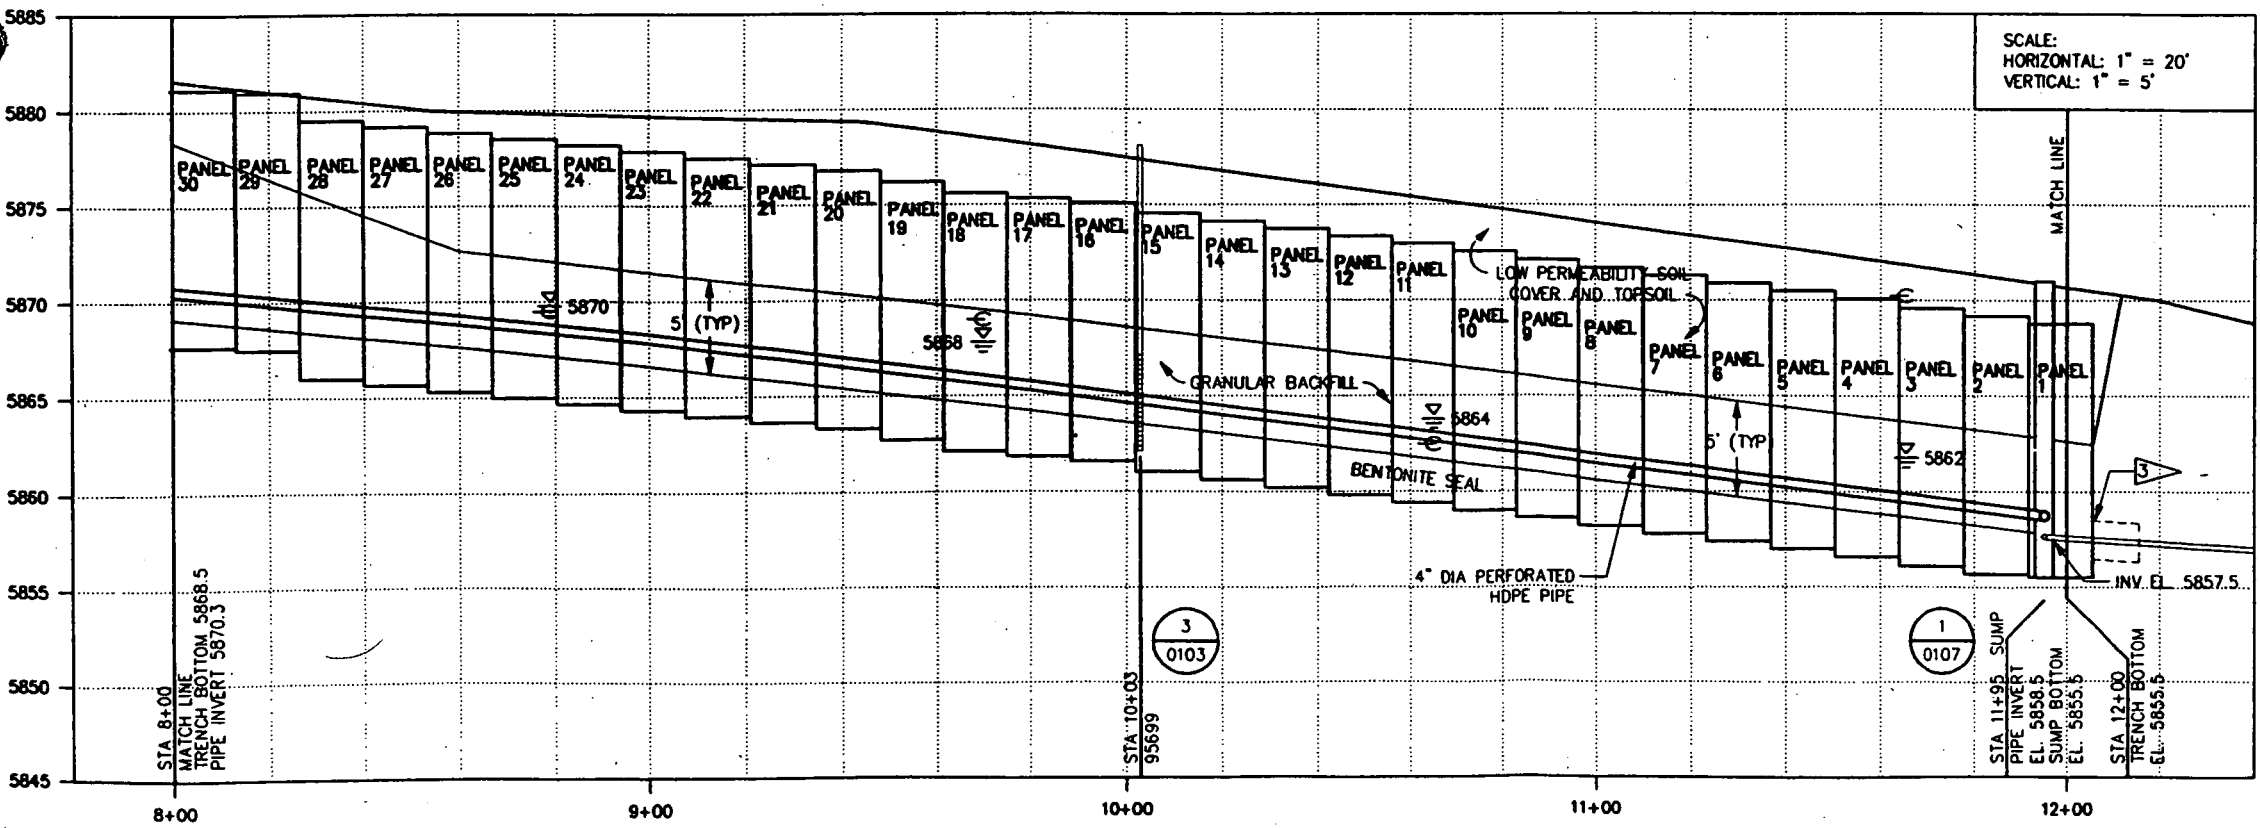 5885
5880
5875
5870
5865
5860
5855
5850
5845
SCALE:
HORIZONTAL: 1" = 20'
VERTICAL: 1" = 5'
MATCH LINE
PANEL
30
PANEL
29
PANEL
28
PANEL
27
PANEL
26
PANEL
25
PANEL
24
PANEL
23
PANEL
22
PANEL
21
PANEL
20
PANEL
19
PANEL
18
PANEL
17
PANEL
16
PANEL
15
PANEL
14
PANEL
13
PANEL
12
PANEL
11
PANEL
10
PANEL
9
PANEL
8
PANEL
7
PANEL
6
PANEL
5
PANEL
4
PANEL
3
PANEL
2
PANEL
1
LOW PERMEABILITY SOIL
COVER AND TOPSOIL
5870
5' (TYP)
5868
GRANULAR BACKFILL
5864
5' (TYP
5862
BENTONITE SEAL
3
4" DIA PERFORATED
HDPE PIPE
INV EL 5857.5
3
0103
1
0107
STA 8+00
MATCH LINE
TRENCH BOTTOM 5868.5
PIPE INVERT 5870.3
STA 10+03
95699
STA 11+95 SUMP
PIPE INVERT
EL. 5858.5
SUMP BOTTOM
EL. 5855.5
STA 12+00
TRENCH BOTTOM
EL 5855.5
8+00
9+00
10+00
11+00
12+00